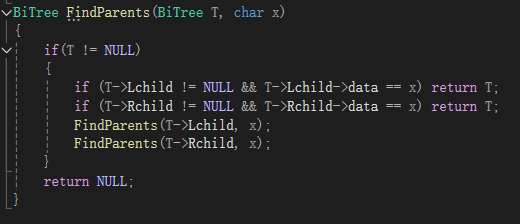 BiTree FindParents(BiTree T, char x)
{
if(T != NULL)
{
if (T->Lchild != NULL && T->Lchild->data == x) return T;
if (T->Rchild != NULL && T->Rchild->data == x) return T;
FindParents(T->Lchild, x);
FindParents(T->Rchild, x);
}
return NULL;
}